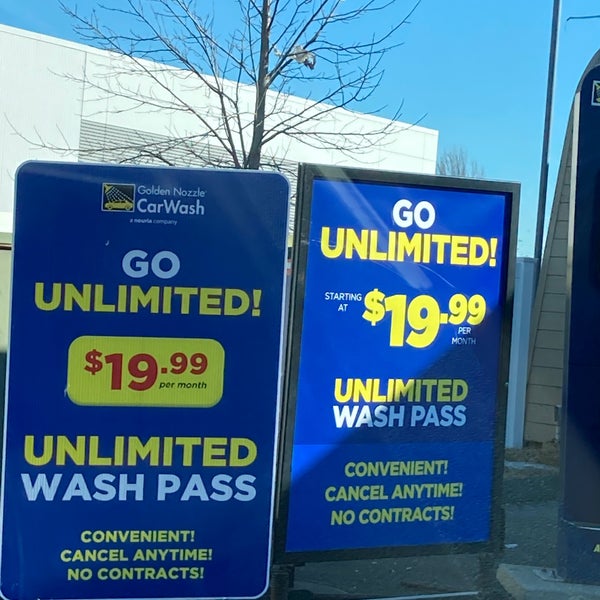 Golden Nozzle
CarWash
a nouria company
GO
UNLIMITED!
$19.99
per month
UNLIMITED
WASH PASS
CONVENIENT!
CANCEL ANYTIME!
NO CONTRACTS!
GO
UNLIMITED!
STARTING
AT
$19.99
PER
MONTH
UNLIMITED
WASH PASS
CONVENIENT!
CANCEL ANYTIME!
NO CONTRACTS!